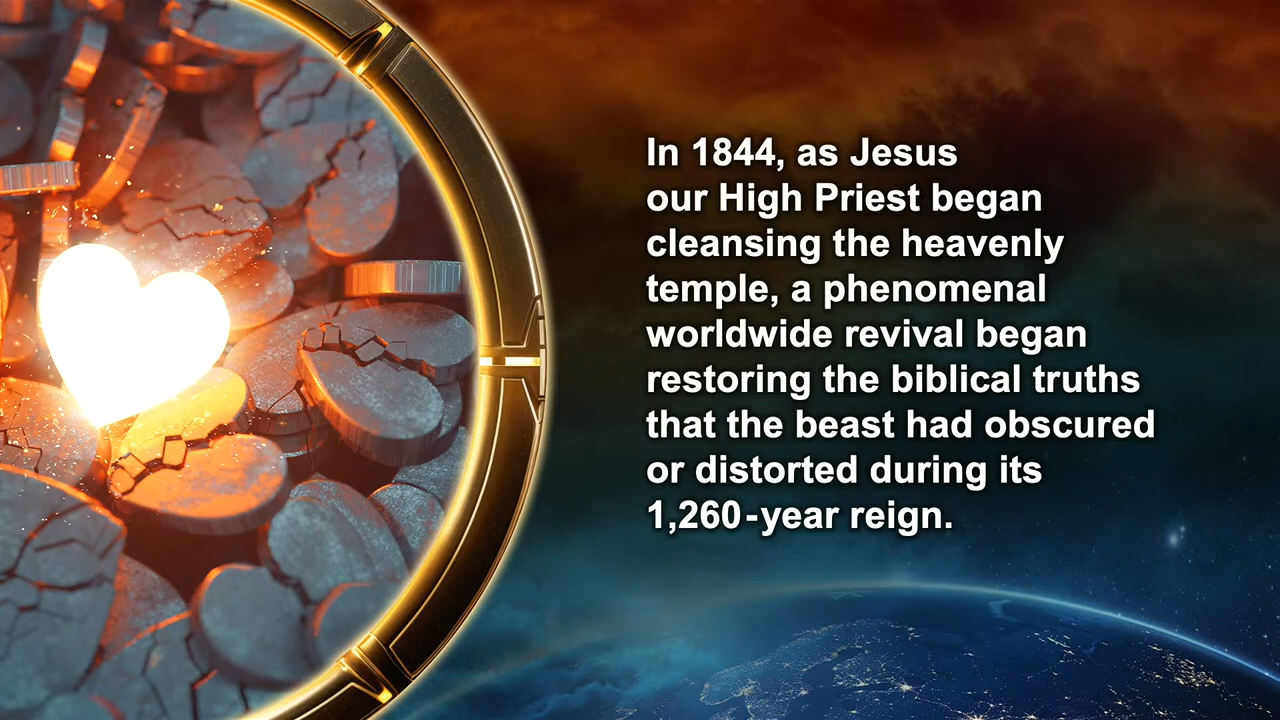 In 1844, as Jesus
our High Priest began
cleansing the heavenly
temple, a phenomenal
worldwide revival began
restoring the biblical truths
that the beast had obscured
or distorted during its
1,260-year reign.